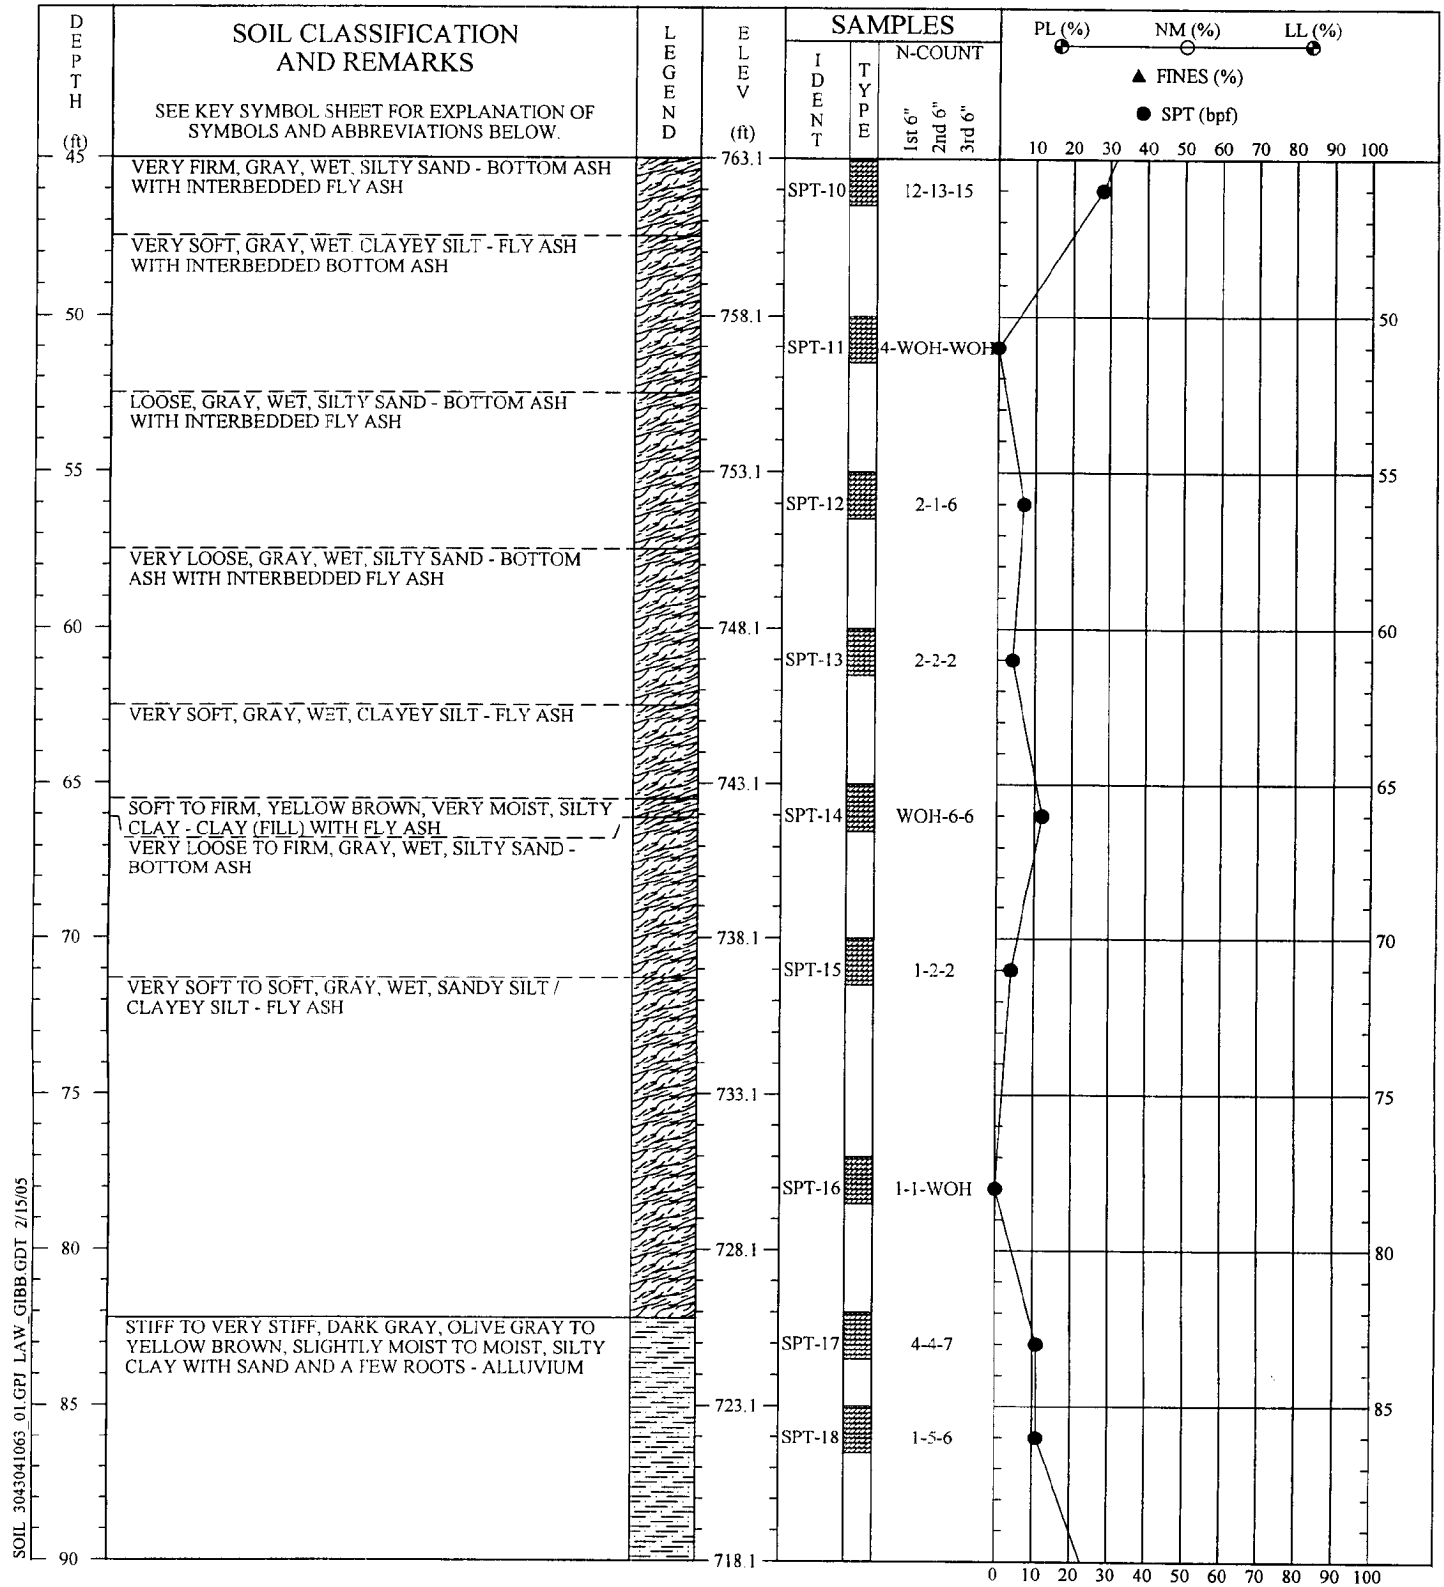 DEPTH
(ft)
SOIL CLASSIFICATION
AND REMARKS
SEE KEY SYMBOL SHEET FOR EXPLANATION OF
SYMBOLS AND ABBREVIATIONS BELOW.
LEGEND
ELEV
(ft)
SAMPLES
IDENT
TYPE
N-COUNT
1st 6"
2nd 6"
3rd 6"
PL (%) NM (%) LL (%)
▲ FINES (%)
● SPT (bpf)
10 20 30 40 50 60 70 80 90 100
45
763.1
VERY FIRM, GRAY, WET, SILTY SAND - BOTTOM ASH
WITH INTERBEDDED FLY ASH
SPT-10 12-13-15
VERY SOFT, GRAY, WET, CLAYEY SILT - FLY ASH
WITH INTERBEDDED BOTTOM ASH
50 758.1 50
SPT-11 4-WOH-WOH
LOOSE, GRAY, WET, SILTY SAND - BOTTOM ASH
WITH INTERBEDDED FLY ASH
55 753.1 55
SPT-12 2-1-6
VERY LOOSE, GRAY, WET, SILTY SAND - BOTTOM
ASH WITH INTERBEDDED FLY ASH
60 748.1 60
SPT-13 2-2-2
VERY SOFT, GRAY, WET, CLAYEY SILT - FLY ASH
65 743.1 65
SOFT TO FIRM, YELLOW BROWN, VERY MOIST, SILTY
CLAY - CLAY (FILL) WITH FLY ASH
SPT-14 WOH-6-6
VERY LOOSE TO FIRM, GRAY, WET, SILTY SAND -
BOTTOM ASH
70 738.1 70
SPT-15 1-2-2
VERY SOFT TO SOFT, GRAY, WET, SANDY SILT /
CLAYEY SILT - FLY ASH
75 733.1 75
SPT-16 1-1-WOH
80 728.1 80
STIFF TO VERY STIFF, DARK GRAY, OLIVE GRAY TO
YELLOW BROWN, SLIGHTLY MOIST TO MOIST, SILTY
CLAY WITH SAND AND A FEW ROOTS - ALLUVIUM
SPT-17 4-4-7
85 723.1 85
SPT-18 1-5-6
90 718.1
0 10 20 30 40 50 60 70 80 90 100
SOIL 3043041063_01.GPJ LAW_GIBB.GDT 2/15/05